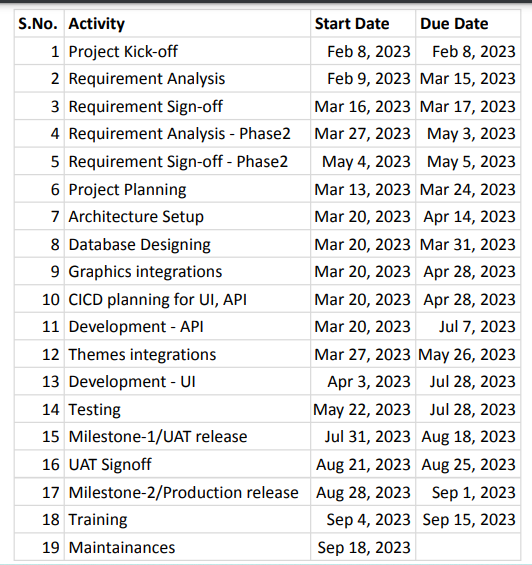 S.No. Activity Start Date Due Date
1 Project Kick-off Feb 8, 2023 Feb 8, 2023
2 Requirement Analysis Feb 9, 2023 Mar 15, 2023
3 Requirement Sign-off Mar 16, 2023 Mar 17, 2023
4 Requirement Analysis - Phase2 Mar 27, 2023 May 3, 2023
5 Requirement Sign-off - Phase2 May 4, 2023 May 5, 2023
6 Project Planning Mar 13, 2023 Mar 24, 2023
7 Architecture Setup Mar 20, 2023 Apr 14, 2023
8 Database Designing Mar 20, 2023 Mar 31, 2023
9 Graphics integrations Mar 20, 2023 Apr 28, 2023
10 CICD planning for UI, API Mar 20, 2023 Apr 28, 2023
11 Development - API Mar 20, 2023 Jul 7, 2023
12 Themes integrations Mar 27, 2023 May 26, 2023
13 Development - UI Apr 3, 2023 Jul 28, 2023
14 Testing May 22, 2023 Jul 28, 2023
15 Milestone-1/UAT release Jul 31, 2023 Aug 18, 2023
16 UAT Signoff Aug 21, 2023 Aug 25, 2023
17 Milestone-2/Production release Aug 28, 2023 Sep 1, 2023
18 Training Sep 4, 2023 Sep 15, 2023
19 Maintainances Sep 18, 2023